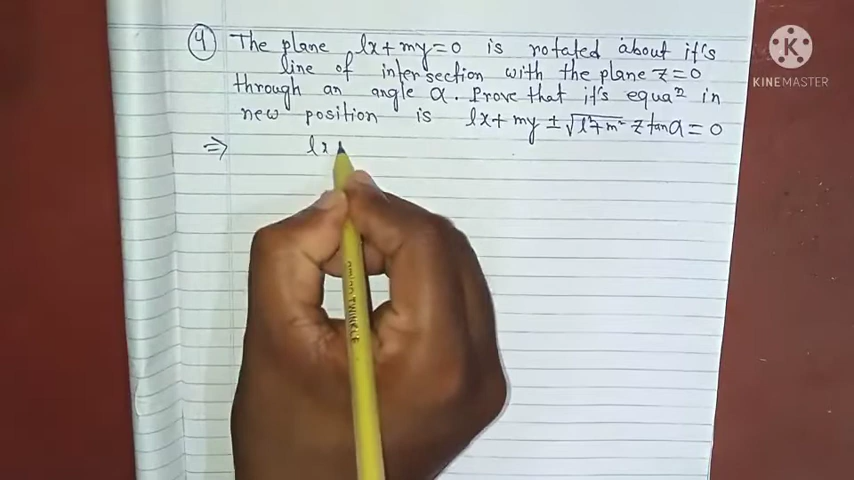 4 The plane lx + my = 0 is rotated about it's
line of intersection with the plane z = 0
through an angle α. Prove that it's equaⁿ in
new position is lx + my ± √l²+m² z tanα = 0
⇒ lx
K
KINEMASTER
TWINKLE